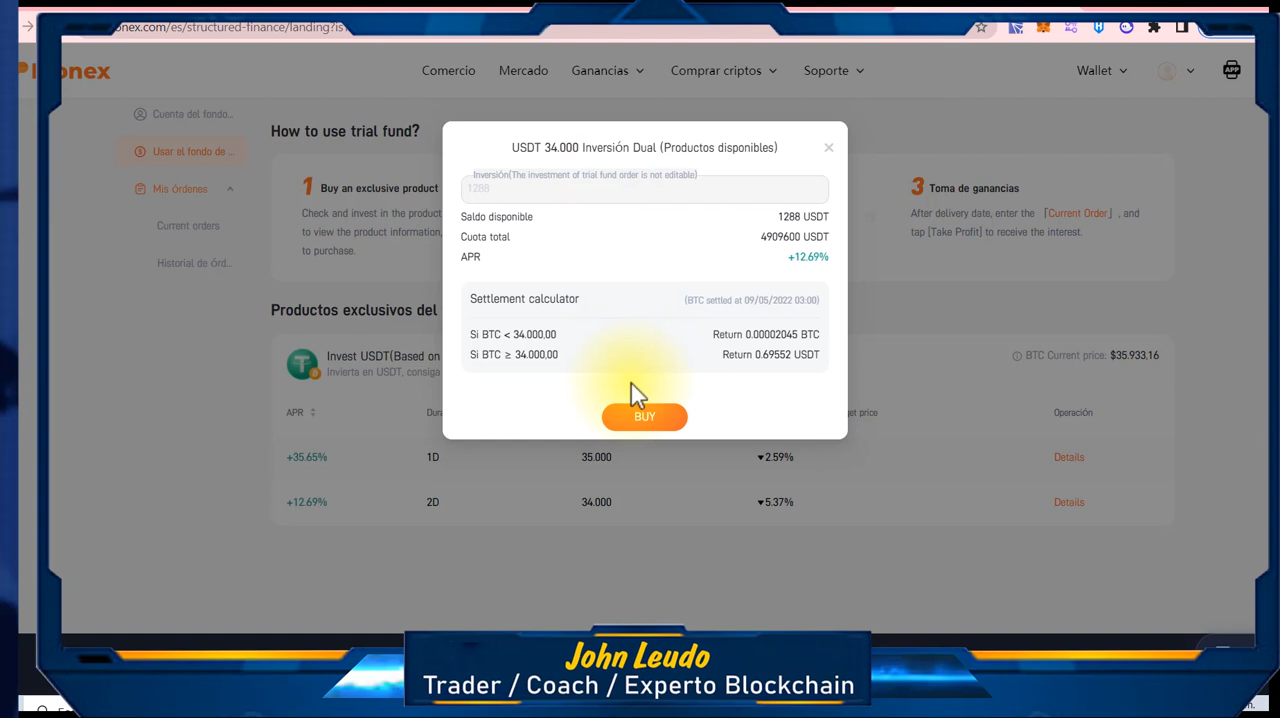 onex.com/es/structured-finance/landing?is
onex
Comercio
Mercado
Ganancias
Comprar criptos
Soporte
Wallet
APP
Cuenta del fondo...
Usar el fondo de ...
Mis órdenes
Current orders
Historial de órd...
How to use trial fund?
1 Buy an exclusive product
Check and invest in the product
to view the product information,
to purchase.
3 Toma de ganancias
After delivery date, enter the 「Current Order」, and
tap [Take Profit] to receive the interest.
USDT 34.000 Inversión Dual (Productos disponibles)
Inversión(The investment of trial fund order is not editable)
1288
Saldo disponible 1288 USDT
Cuota total 4909600 USDT
APR +12.69%
Settlement calculator (BTC settled at 09/05/2022 03:00)
Si BTC < 34.000,00 Return 0.00002045 BTC
Si BTC ≥ 34.000,00 Return 0.69552 USDT
BUY
Productos exclusivos del
Invest USDT(Based on
Invierta en USDT, consiga
BTC Current price: $35.933,16
APR Dura get price Operación
+35.65% 1D 35.000 ▼2.59% Details
+12.69% 2D 34.000 ▼5.37% Details
John Leudo
Trader / Coach / Experto Blockchain